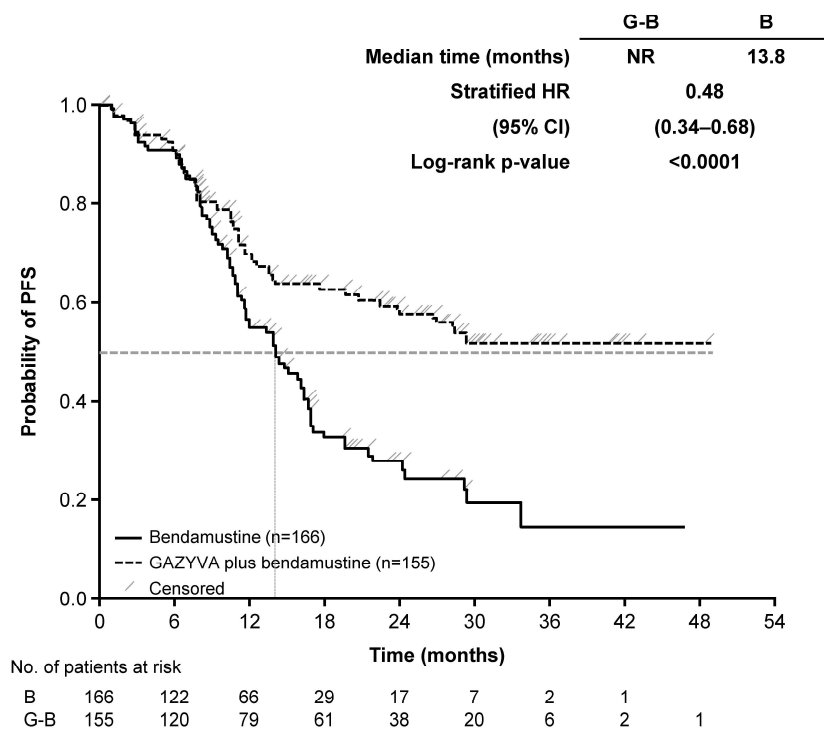 G-B B
Median time (months) NR 13.8
Stratified HR 0.48
(95% CI) (0.34–0.68)
Log-rank p-value <0.0001
Probability of PFS
1.0
0.8
0.6
0.4
0.2
0.0
Bendamustine (n=166)
GAZYVA plus bendamustine (n=155)
Censored
0 6 12 18 24 30 36 42 48 54
Time (months)
No. of patients at risk
B 166 122 66 29 17 7 2 1
G-B 155 120 79 61 38 20 6 2 1